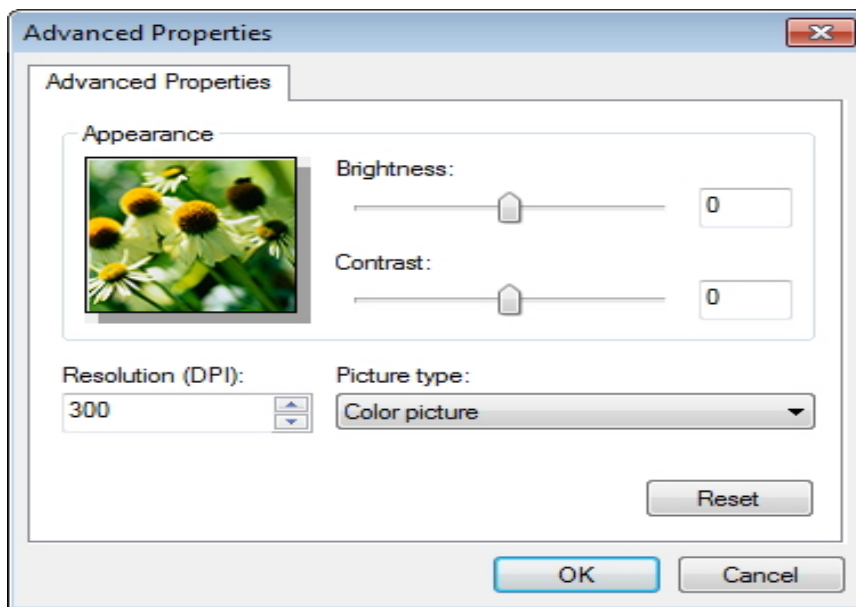 Advanced Properties
Advanced Properties
Appearance
Brightness:
0
Contrast:
0
Resolution (DPI):
300
Picture type:
Color picture
Reset
OK
Cancel